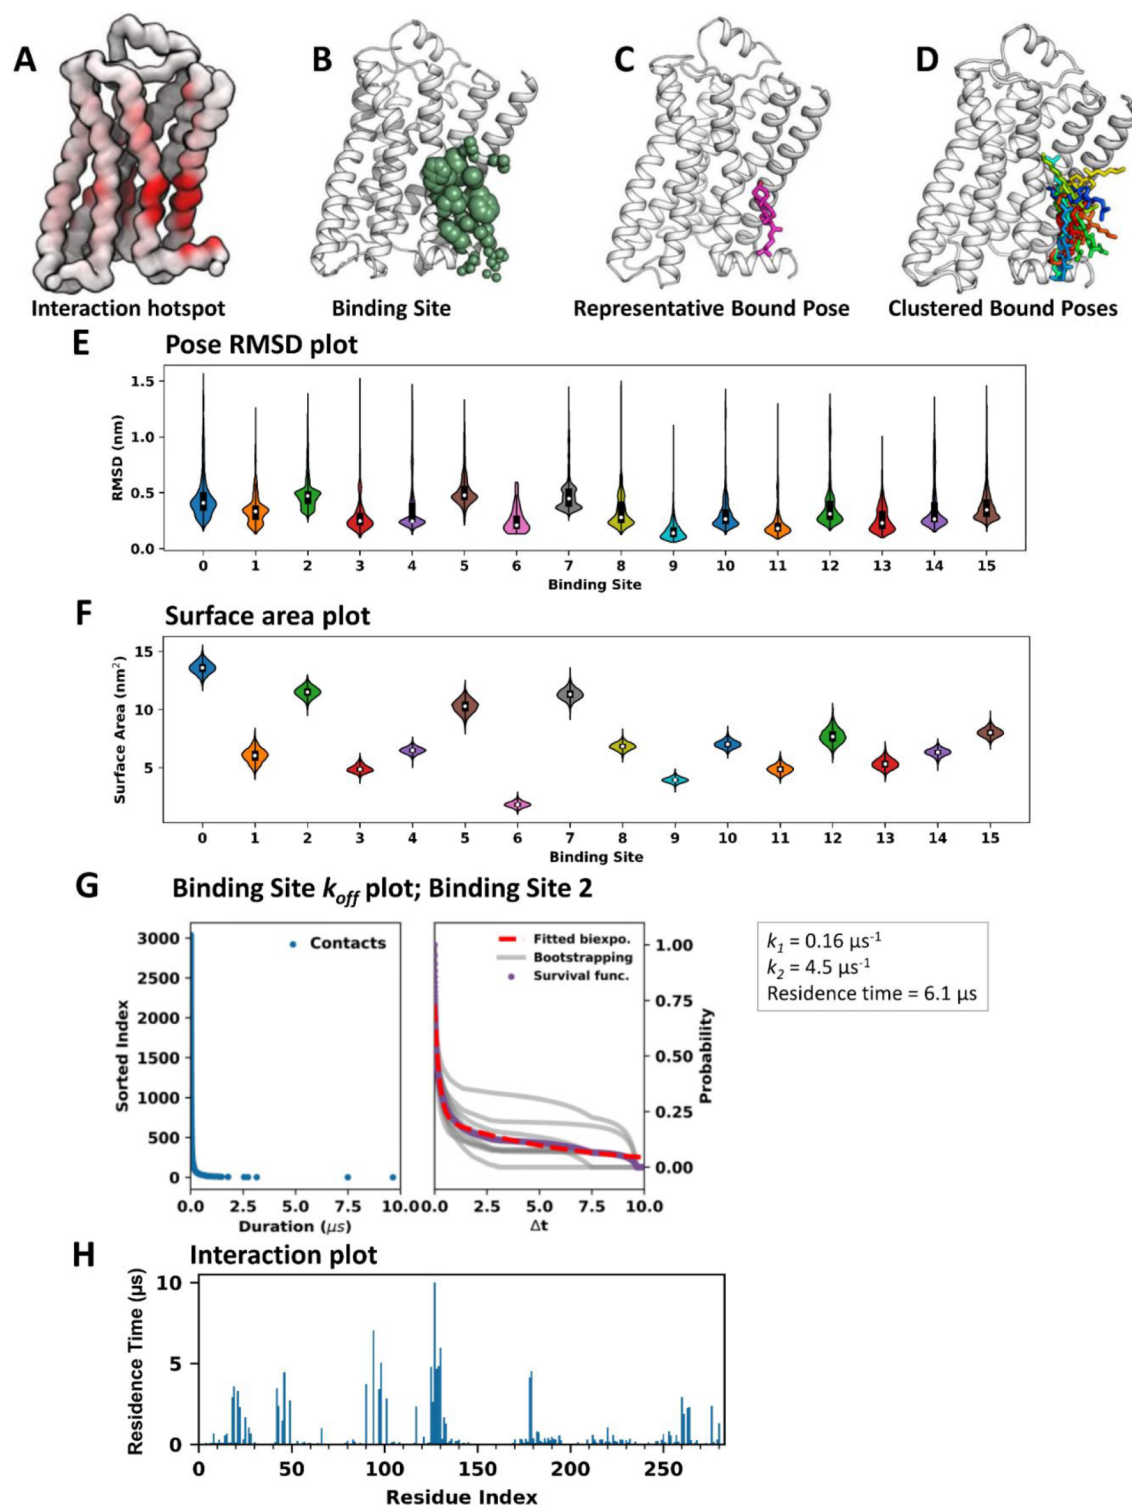 A
B
C
D
Interaction hotspot
Binding Site
Representative Bound Pose
Clustered Bound Poses
E
Pose RMSD plot
RMSD (nm)
1.5
1.0
0.5
0.0
0 1 2 3 4 5 6 7 8 9 10 11 12 13 14 15
Binding Site
F
Surface area plot
Surface Area (nm²)
15
10
5
0 1 2 3 4 5 6 7 8 9 10 11 12 13 14 15
Binding Site
G
Binding Site k_off plot; Binding Site 2
Sorted Index
3000
2500
2000
1500
1000
500
0
Contacts
0.0 2.5 5.0 7.5 10.0
Duration (μs)
Fitted biexpo.
Bootstrapping
Survival func.
1.00
0.75
0.50
0.25
0.00
Probability
0.0 2.5 5.0 7.5 10.0
Δt
k₁ = 0.16 μs⁻¹
k₂ = 4.5 μs⁻¹
Residence time = 6.1 μs
H
Interaction plot
Residence Time (μs)
10
5
0
0 50 100 150 200 250
Residue Index